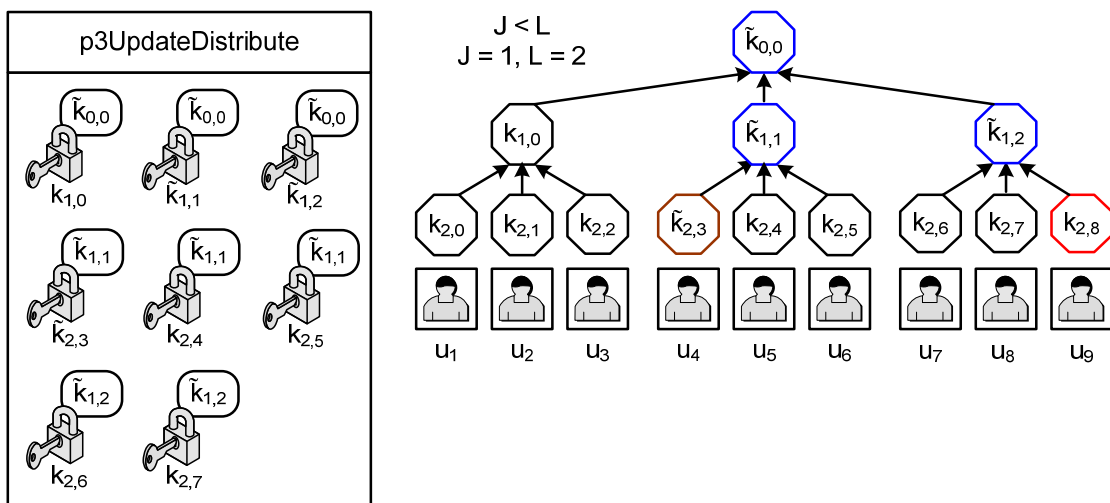 p3UpdateDistribute
k̃0,0 k̃0,0 k̃0,0
k1,0 k̃1,1 k̃1,2
k̃1,1 k̃1,1 k̃1,1
k̃2,3 k2,4 k2,5
k̃1,2 k̃1,2
k2,6 k2,7
J < L
J = 1, L = 2
k̃0,0
k1,0 k̃1,1 k̃1,2
k2,0 k2,1 k2,2 k̃2,3 k2,4 k2,5 k2,6 k2,7 k2,8
u1 u2 u3 u4 u5 u6 u7 u8 u9